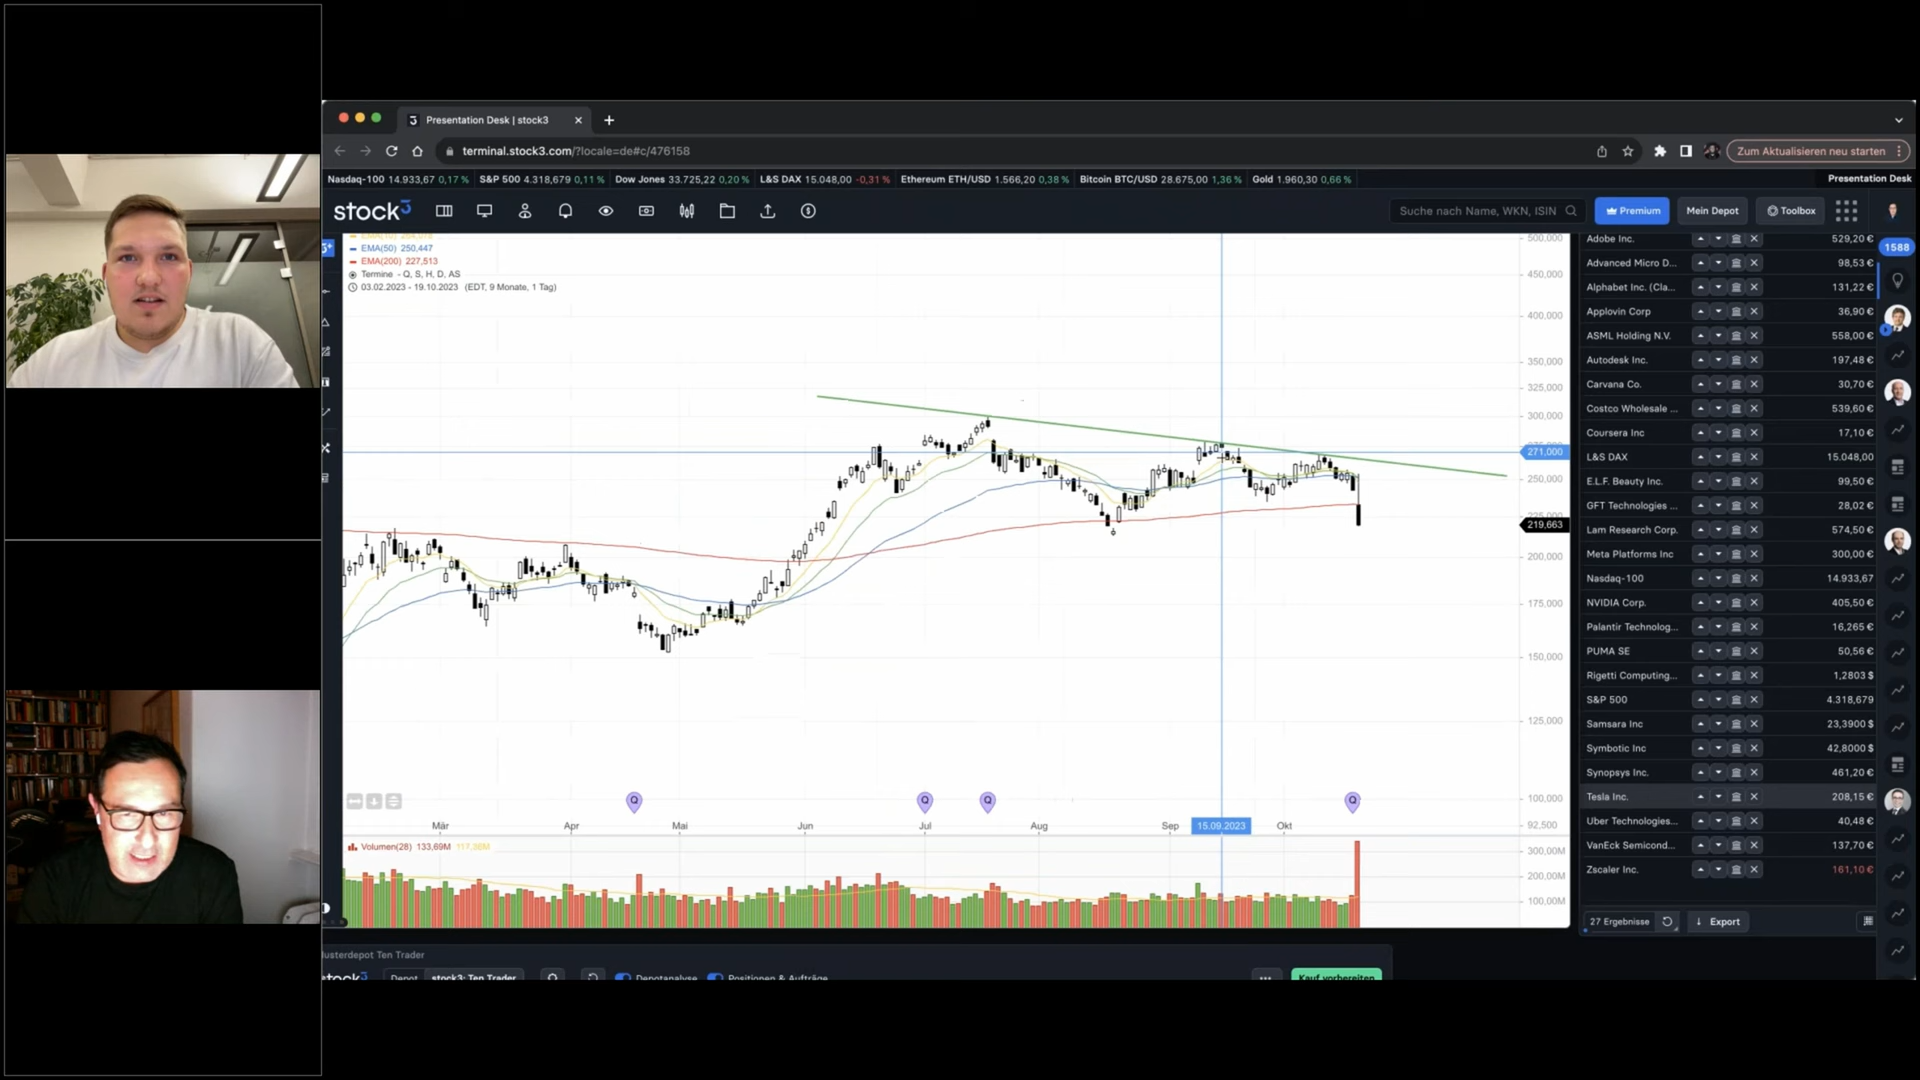 Presentation Desk | stock3
terminal.stock3.com/?locale=de#c/476158
Zum Aktualisieren neu starten
Nasdaq-100 14.933,67 0,17 % S&P 500 4.318,679 0,11 % Dow Jones 33.725,22 0,20 % L&S DAX 15.048,00 -0,31 % Ethereum ETH/USD 1.566,20 0,38 % Bitcoin BTC/USD 28.675,00 1,36 % Gold 1.960,30 0,66 %
Presentation Desk
stock3
Suche nach Name, WKN, ISIN
Premium
Mein Depot
Toolbox
1588
EMA(50) 250,447
EMA(200) 227,513
Termine - Q, S, H, D, AS
03.02.2023 - 19.10.2023 (EDT, 9 Monate, 1 Tag)
500,000
450,000
400,000
350,000
325,000
300,000
271,000
250,000
219,663
200,000
175,000
150,000
125,000
100,000
92,500
Q Q Q Q
Mär Apr Mai Jun Jul Aug Sep 15.09.2023 Okt
Volumen(28) 133,69M
300,00M
200,00M
100,00M
Adobe Inc. 529,20 €
Advanced Micro D... 98,53 €
Alphabet Inc. (Cla... 131,22 €
Applovin Corp 36,90 €
ASML Holding N.V. 558,00 €
Autodesk Inc. 197,48 €
Carvana Co. 30,70 €
Costco Wholesale ... 539,60 €
Coursera Inc 17,10 €
L&S DAX 15.048,00
E.L.F. Beauty Inc. 99,50 €
GFT Technologies ... 28,02 €
Lam Research Corp. 574,50 €
Meta Platforms Inc 300,00 €
Nasdaq-100 14.933,67
NVIDIA Corp. 405,50 €
Palantir Technolog... 16,265 €
PUMA SE 50,56 €
Rigetti Computing... 1,2803 $
S&P 500 4.318,679
Samsara Inc 23,3900 $
Symbotic Inc 42,8000 $
Synopsys Inc. 461,20 €
Tesla Inc. 208,15 €
Uber Technologies... 40,48 €
VanEck Semicond... 137,70 €
Zscaler Inc. 161,10 €
27 Ergebnisse
Export
usterdepot Ten Trader
Depot stock3: Ten Trader Depotanalyse Positionen & Aufträge
Kauf vorbereiten